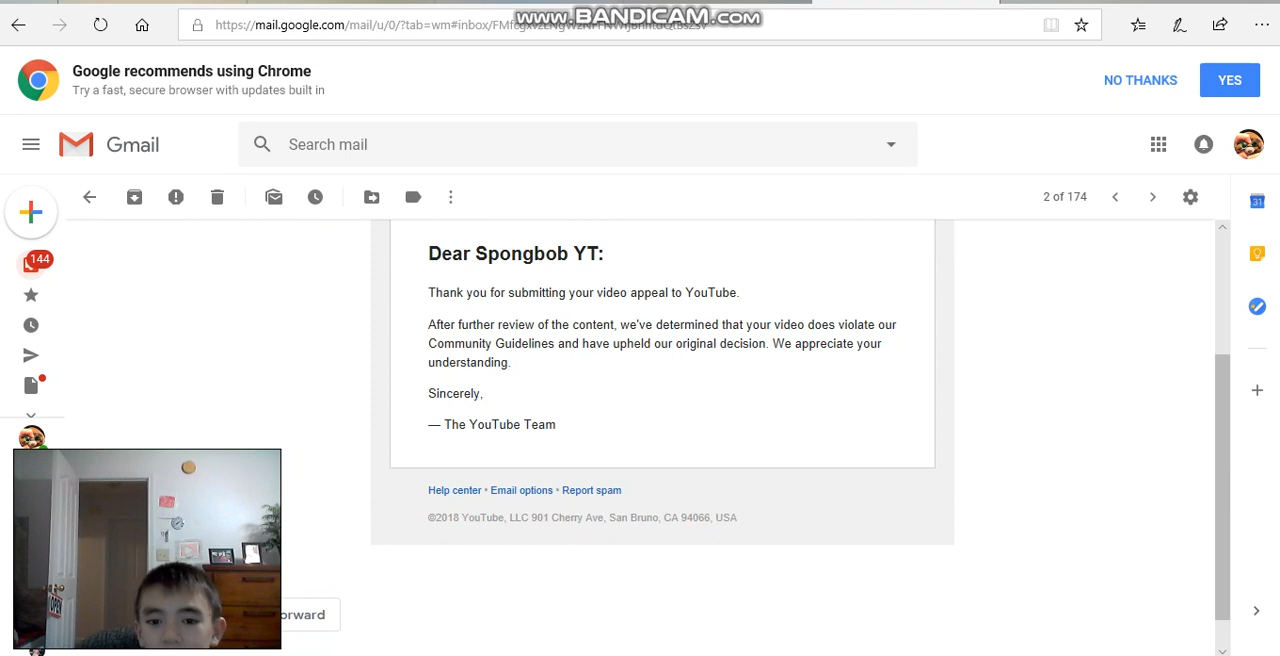 www.BANDICAM.com
https://mail.google.com/mail/u/0/?tab=wm#inbox/
Google recommends using Chrome
Try a fast, secure browser with updates built in
NO THANKS
YES
Gmail
Search mail
2 of 174
31
144
Dear Spongbob YT:
Thank you for submitting your video appeal to YouTube.
After further review of the content, we've determined that your video does violate our
Community Guidelines and have upheld our original decision. We appreciate your
understanding.
Sincerely,
— The YouTube Team
Help center • Email options • Report spam
©2018 YouTube, LLC 901 Cherry Ave, San Bruno, CA 94066, USA
orward
OPEN